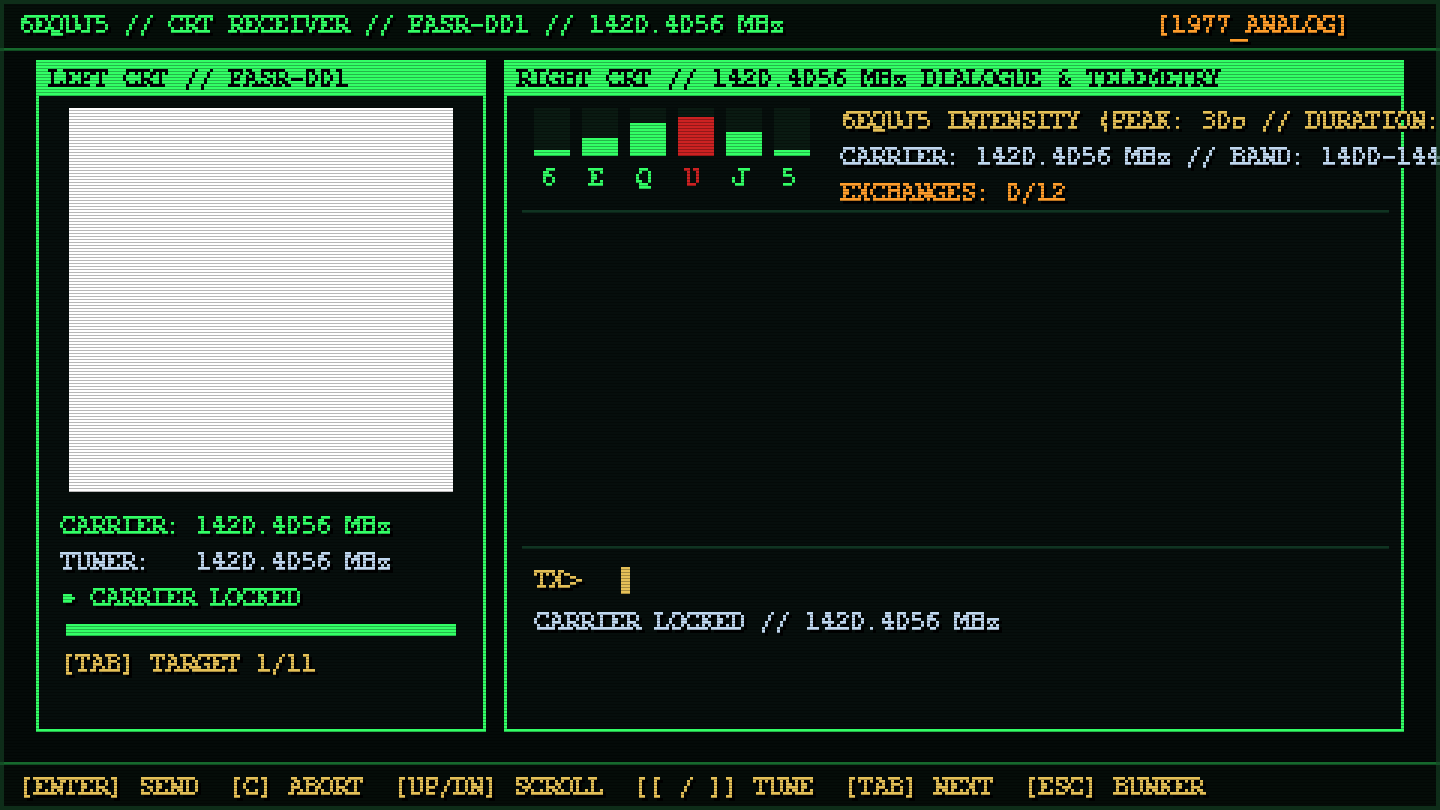 6EQUJ5 // CRT RECEIVER // FASR-001 // 1420.4056 MHz
[1977_ANALOG]
LEFT CRT // FASR-001
CARRIER: 1420.4056 MHz
TUNER: 1420.4056 MHz
CARRIER LOCKED
[TAB] TARGET 1/11
RIGHT CRT // 1420.4056 MHz DIALOGUE & TELEMETRY
6 E Q U J 5
6EQUJ5 INTENSITY (PEAK: 30□ // DURATION:
CARRIER: 1420.4056 MHz // BAND: 1400-144
EXCHANGES: 0/12
TX>
CARRIER LOCKED // 1420.4056 MHz
[ENTER] SEND [C] ABORT [UP/DN] SCROLL [[ / ]] TUNE [TAB] NEXT [ESC] BUNKER